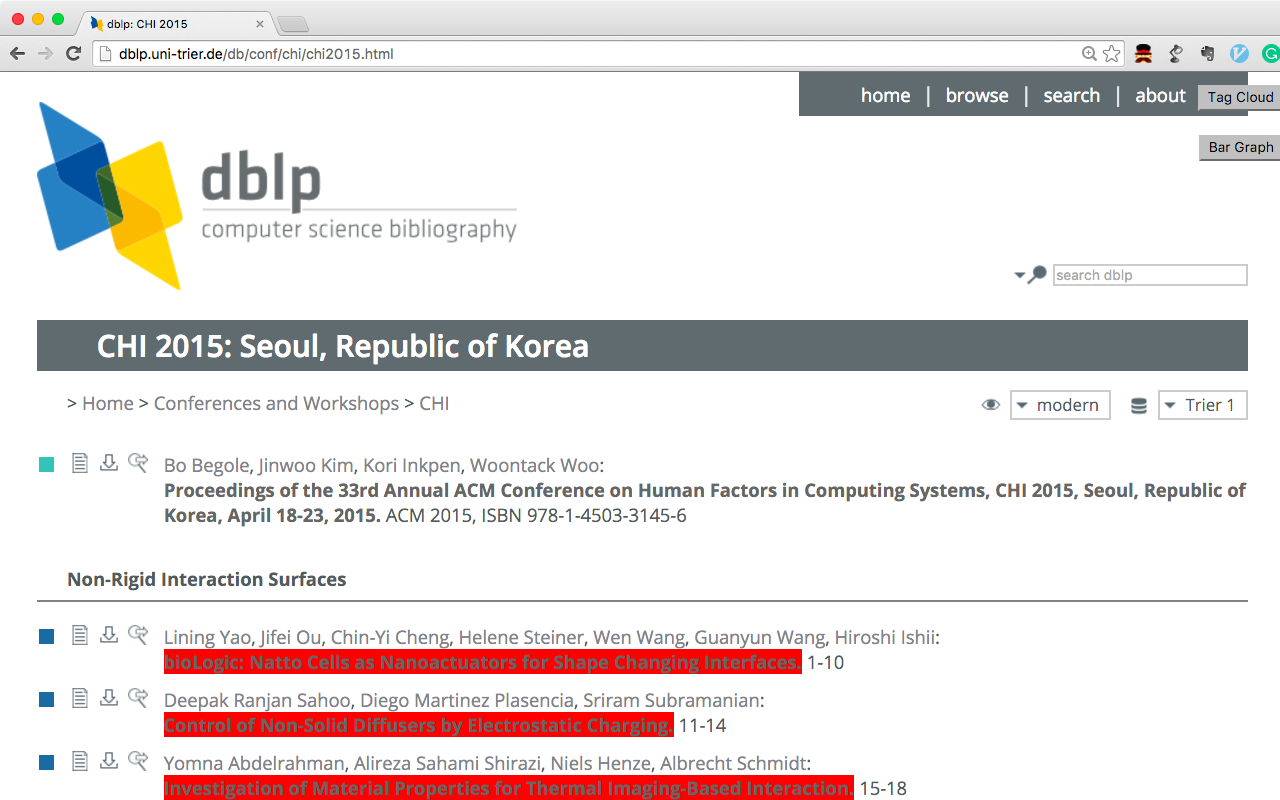 dblp: CHI 2015
dblp.uni-trier.de/db/conf/chi/chi2015.html
home | browse | search | about
Tag Cloud
Bar Graph
dblp
computer science bibliography
search dblp
CHI 2015: Seoul, Republic of Korea
> Home > Conferences and Workshops > CHI
modern
Trier 1
Bo Begole, Jinwoo Kim, Kori Inkpen, Woontack Woo:
Proceedings of the 33rd Annual ACM Conference on Human Factors in Computing Systems, CHI 2015, Seoul, Republic of
Korea, April 18-23, 2015. ACM 2015, ISBN 978-1-4503-3145-6
Non-Rigid Interaction Surfaces
Lining Yao, Jifei Ou, Chin-Yi Cheng, Helene Steiner, Wen Wang, Guanyun Wang, Hiroshi Ishii:
bioLogic: Natto Cells as Nanoactuators for Shape Changing Interfaces. 1-10
Deepak Ranjan Sahoo, Diego Martinez Plasencia, Sriram Subramanian:
Control of Non-Solid Diffusers by Electrostatic Charging. 11-14
Yomna Abdelrahman, Alireza Sahami Shirazi, Niels Henze, Albrecht Schmidt:
Investigation of Material Properties for Thermal Imaging-Based Interaction. 15-18